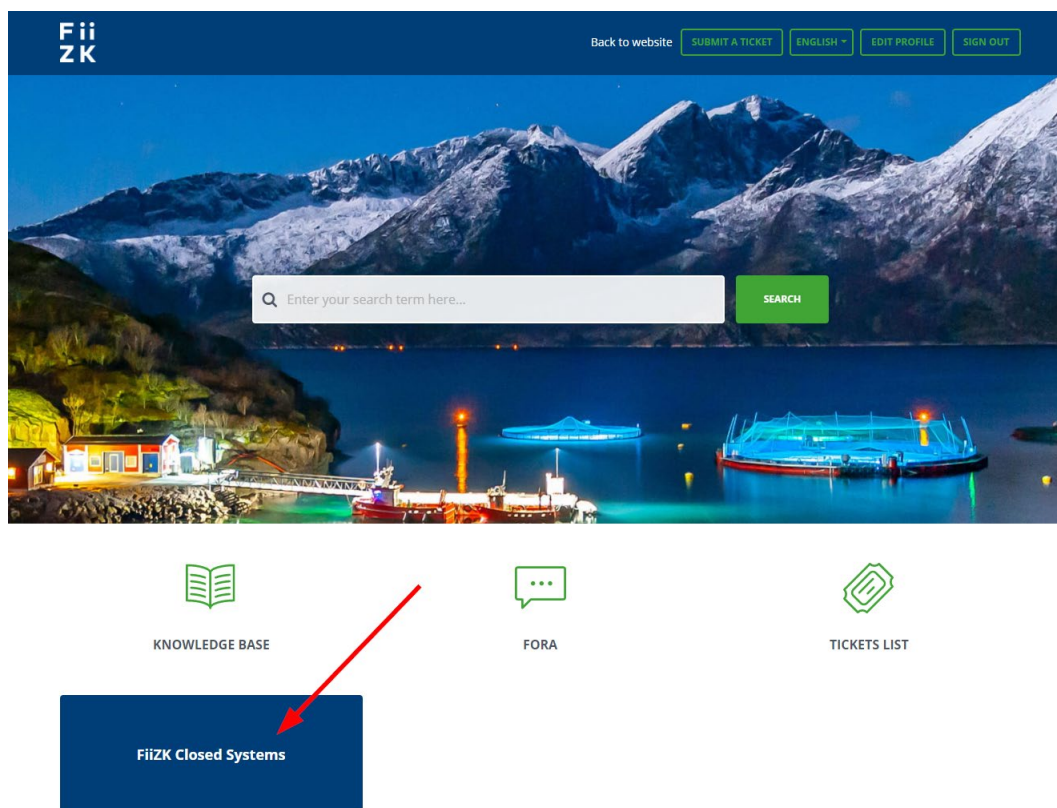 Fii
ZK
Back to website
SUBMIT A TICKET
ENGLISH
EDIT PROFILE
SIGN OUT
Enter your search term here...
SEARCH
KNOWLEDGE BASE
FORA
TICKETS LIST
FiiZK Closed Systems